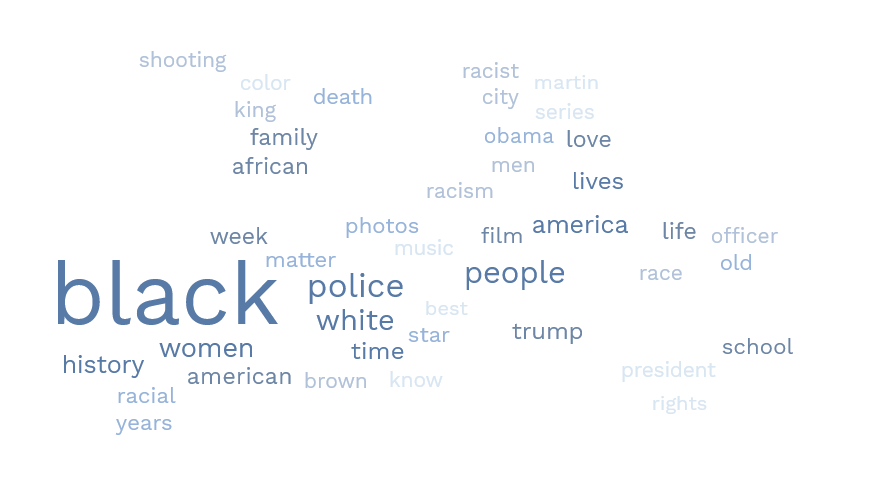 shooting
racist
color
martin
death
city
king
series
family
obama
love
african
men
lives
racism
photos
america
week
film
life
officer
music
matter
old
black
police
people
race
best
white
star
trump
women
time
school
history
american
brown
know
president
racial
rights
years